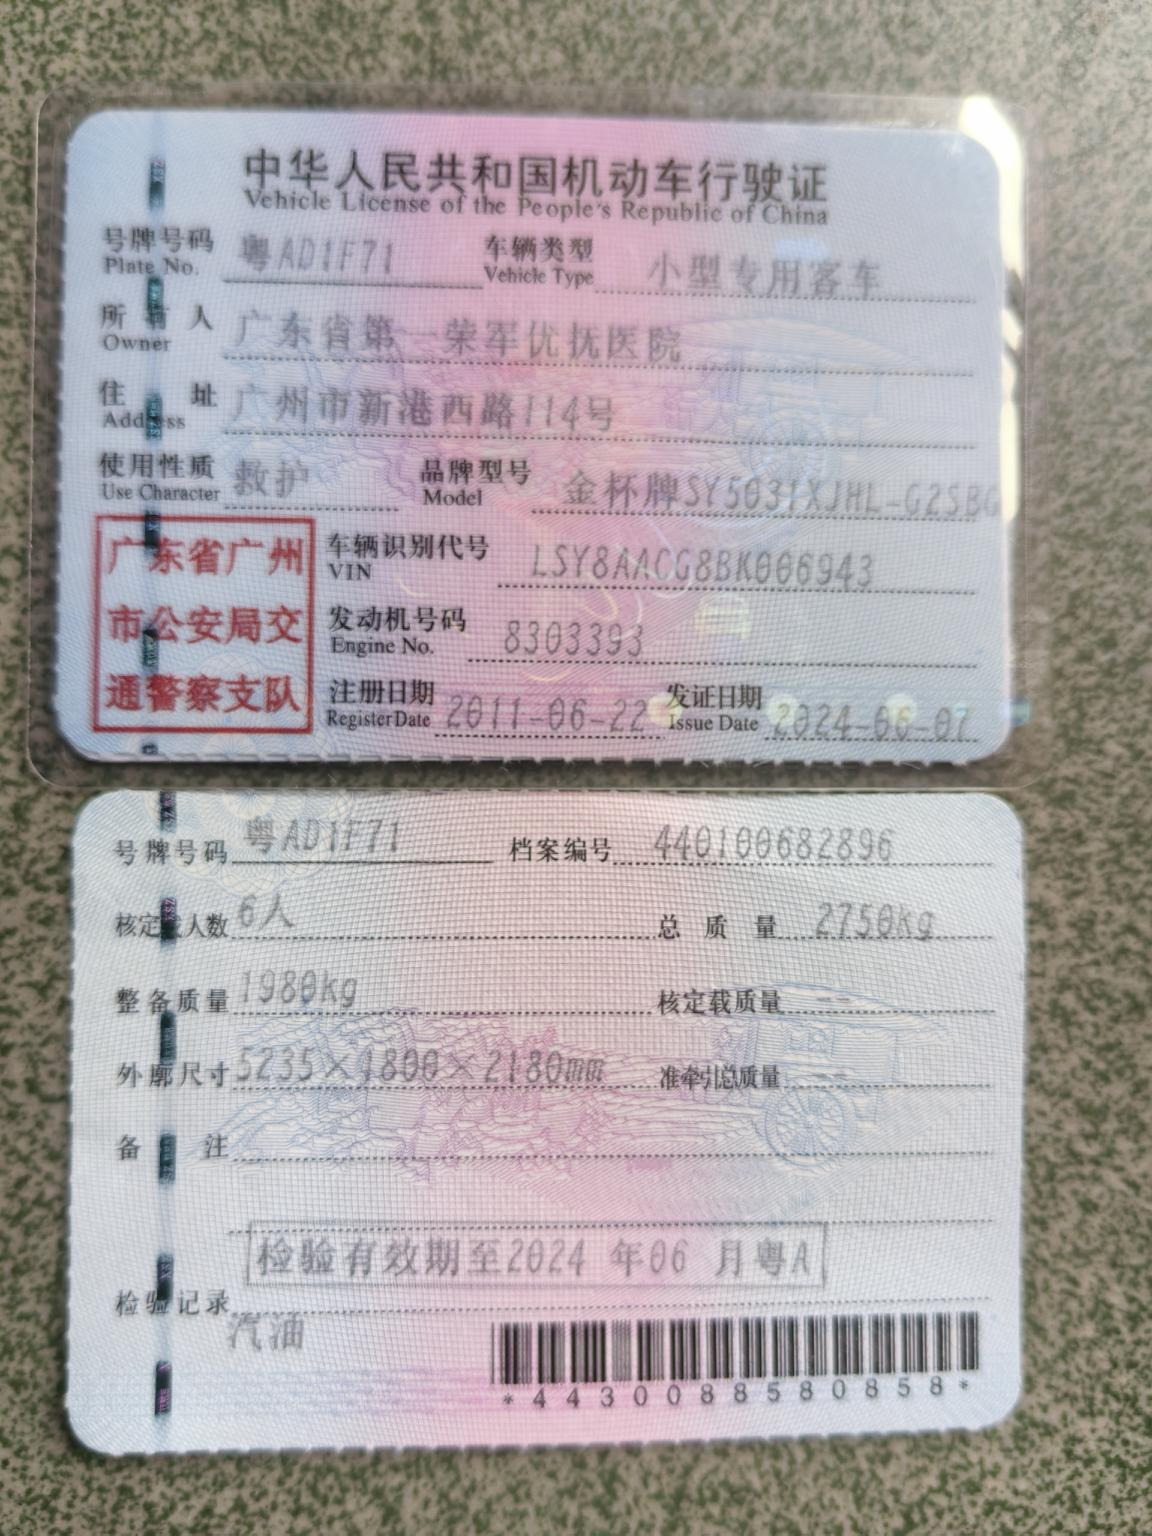 中华人民共和国机动车行驶证
Vehicle License of the People's Republic of China
号牌号码 粤AD1F71 车辆类型 小型专用客车
Plate No. Vehicle Type
所有人 广东省第一荣军优抚医院
Owner
住址 广州市新港西路114号
Address
使用性质 救护 品牌型号 金杯牌SY5031XJHL-G2SBG
Use Character Model
广东省广州
市公安局交
通警察支队
车辆识别代号 LSY8AACG8BK006943
VIN
发动机号码 8303393
Engine No.
注册日期 2011-06-22 发证日期 2024-06-07
Register Date Issue Date
号牌号码 粤AD1F71 档案编号 440100682896
核定载人数 6人 总质量 2750kg
整备质量 1980kg 核定载质量 --
外廓尺寸 5235×1800×2180mm 准牵引总质量 --
备注
检验有效期至2024 年06 月粤A
检验记录
汽油
*4430088580858*